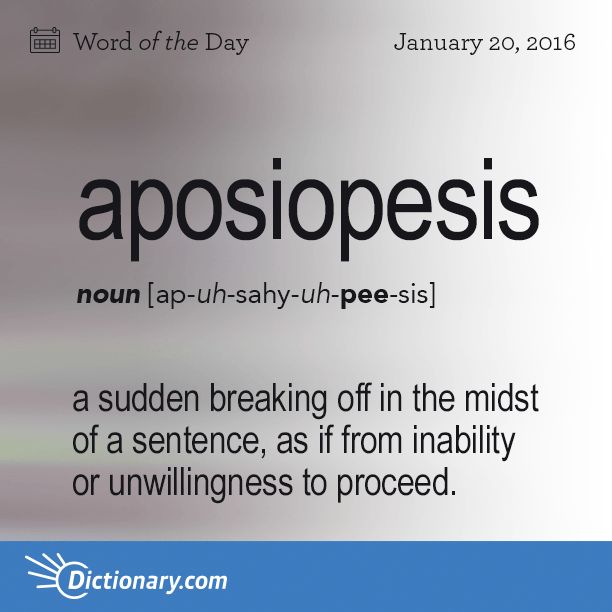 Word of the Day
January 20, 2016
aposiopesis
noun [ap-uh-sahy-uh-pee-sis]
a sudden breaking off in the midst
of a sentence, as if from inability
or unwillingness to proceed.
Dictionary.com